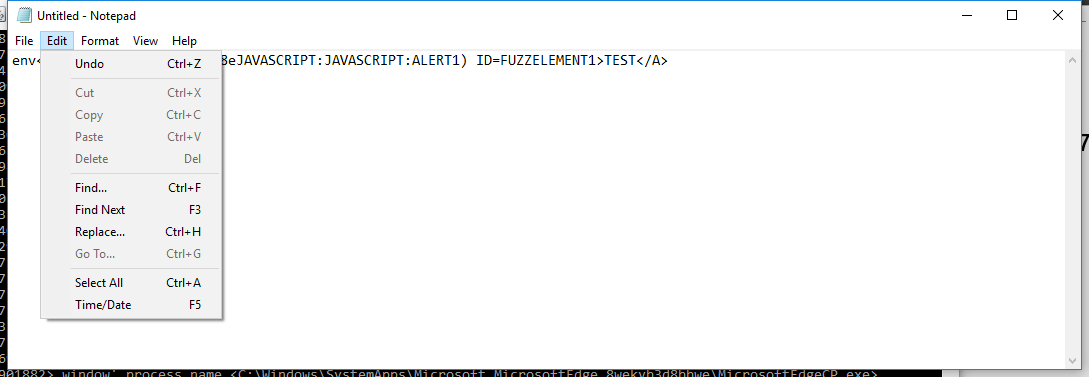 Untitled - Notepad
File Edit Format View Help
env< 8eJAVASCRIPT:JAVASCRIPT:ALERT1) ID=FUZZELEMENT1>TEST</A>
Undo Ctrl+Z
Cut Ctrl+X
Copy Ctrl+C
Paste Ctrl+V
Delete Del
Find... Ctrl+F
Find Next F3
Replace... Ctrl+H
Go To... Ctrl+G
Select All Ctrl+A
Time/Date F5
001882> window' process name <C:\Windows\SystemApps\Microsoft.MicrosoftEdge_8wekyb3d8bbwe\MicrosoftEdgeCP.exe>